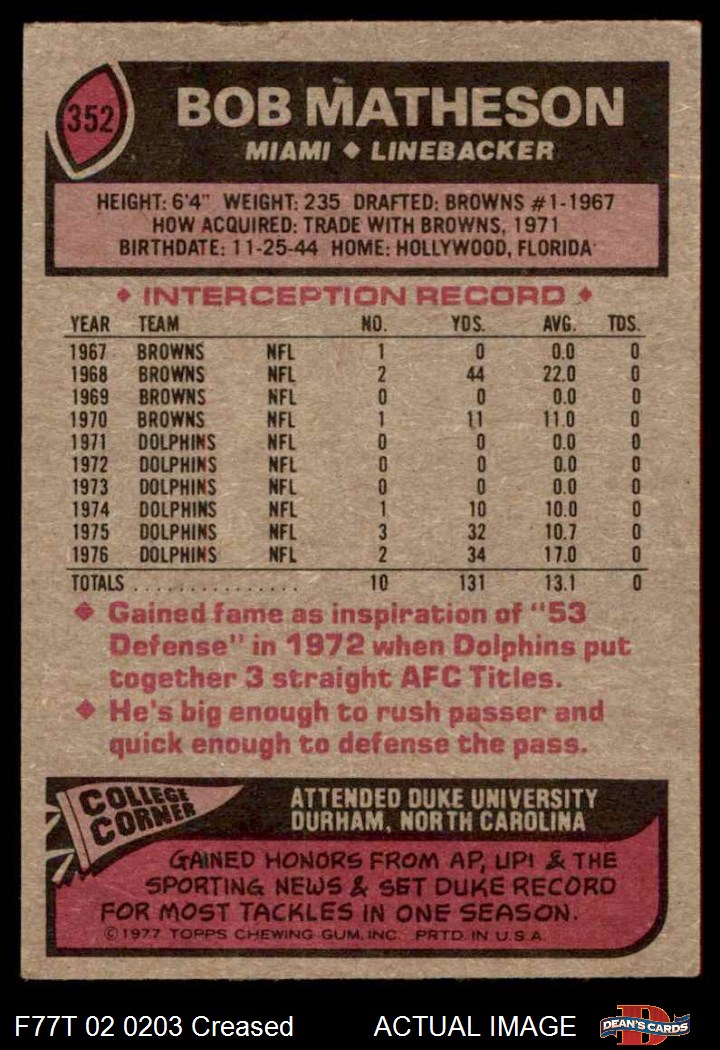 352
BOB MATHESON
MIAMI ◆ LINEBACKER
HEIGHT: 6'4" WEIGHT: 235 DRAFTED: BROWNS #1-1967
HOW ACQUIRED: TRADE WITH BROWNS, 1971
BIRTHDATE: 11-25-44 HOME: HOLLYWOOD, FLORIDA
◆ INTERCEPTION RECORD ◆
YEAR TEAM NO. YDS. AVG. TDS.
1967 BROWNS NFL 1 0 0.0 0
1968 BROWNS NFL 2 44 22.0 0
1969 BROWNS NFL 0 0 0.0 0
1970 BROWNS NFL 1 11 11.0 0
1971 DOLPHINS NFL 0 0 0.0 0
1972 DOLPHINS NFL 0 0 0.0 0
1973 DOLPHINS NFL 0 0 0.0 0
1974 DOLPHINS NFL 1 10 10.0 0
1975 DOLPHINS NFL 3 32 10.7 0
1976 DOLPHINS NFL 2 34 17.0 0
TOTALS ............... 10 131 13.1 0
◆ Gained fame as inspiration of "53
Defense" in 1972 when Dolphins put
together 3 straight AFC Titles.
◆ He's big enough to rush passer and
quick enough to defense the pass.
COLLEGE
CORNER
ATTENDED DUKE UNIVERSITY
DURHAM, NORTH CAROLINA
GAINED HONORS FROM AP, UPI & THE
SPORTING NEWS & SET DUKE RECORD
FOR MOST TACKLES IN ONE SEASON.
©1977 TOPPS CHEWING GUM, INC. PRTD IN U.S.A.
F77T 02 0203 Creased ACTUAL IMAGE
D
DEAN'S CARDS